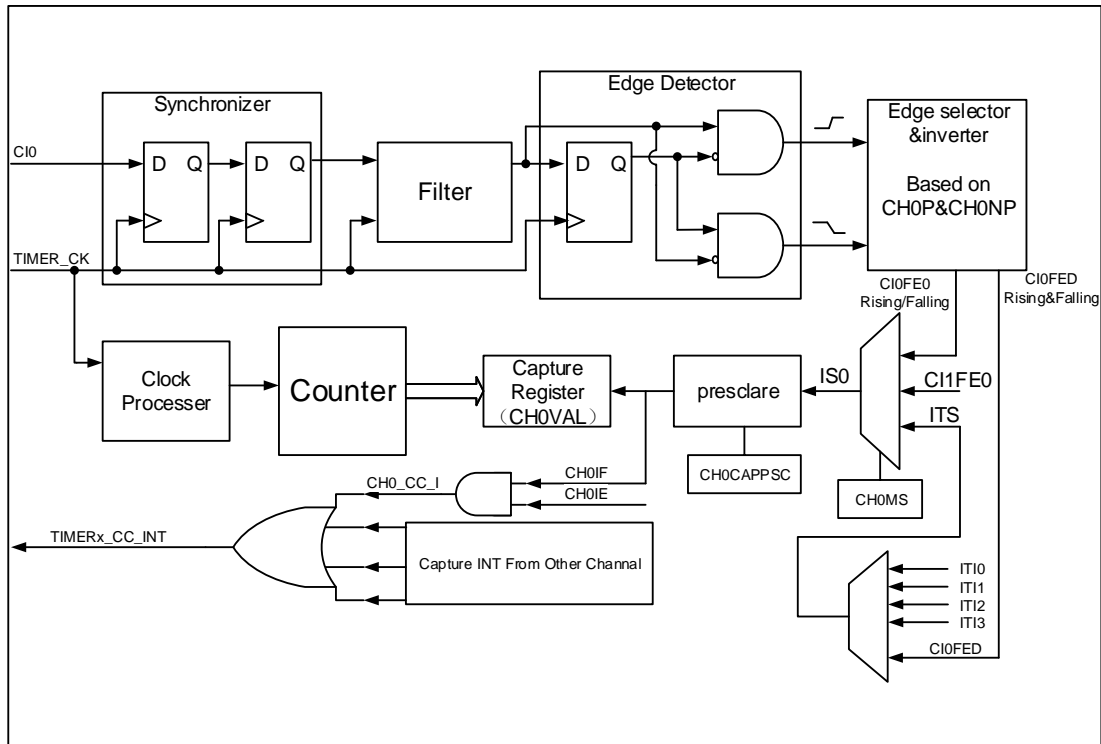 Synchronizer
Edge Detector
Edge selector
&inverter
Based on
CH0P&CH0NP
CI0
D Q
D Q
Filter
D Q
TIMER_CK
CI0FE0
Rising/Falling
CI0FED
Rising&Falling
Clock
Processer
Counter
Capture
Register
（CH0VAL）
presclare
IS0
CI1FE0
ITS
CH0CAPPSC
CH0MS
CH0_CC_I
CH0IF
CH0IE
TIMERx_CC_INT
Capture INT From Other Channel
ITI0
ITI1
ITI2
ITI3
CI0FED